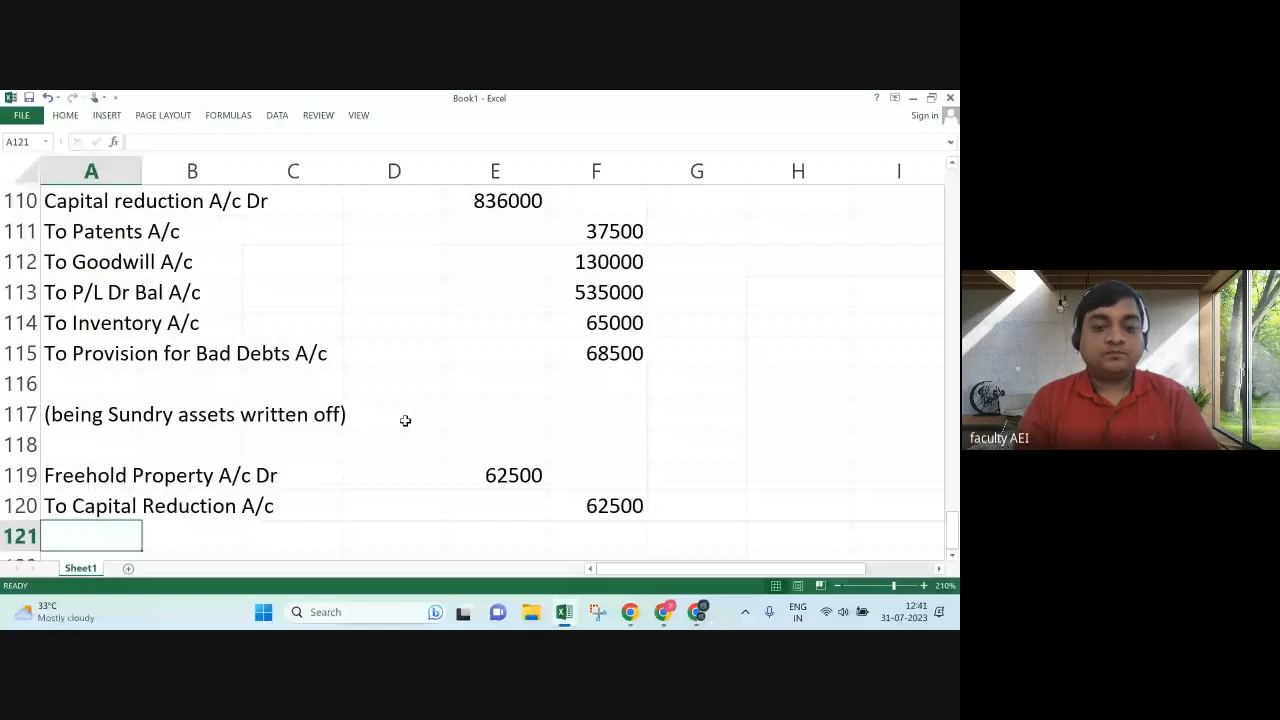 Book1 - Excel
?
Sign in
FILE HOME INSERT PAGE LAYOUT FORMULAS DATA REVIEW VIEW
A121 fx
A B C D E F G H I
110 Capital reduction A/c Dr 836000
111 To Patents A/c 37500
112 To Goodwill A/c 130000
113 To P/L Dr Bal A/c 535000
114 To Inventory A/c 65000
115 To Provision for Bad Debts A/c 68500
116
117 (being Sundry assets written off)
118
119 Freehold Property A/c Dr 62500
120 To Capital Reduction A/c 62500
121
Sheet1
READY 210%
33°C
Mostly cloudy
Search
ENG
IN
12:41
31-07-2023
faculty AEI